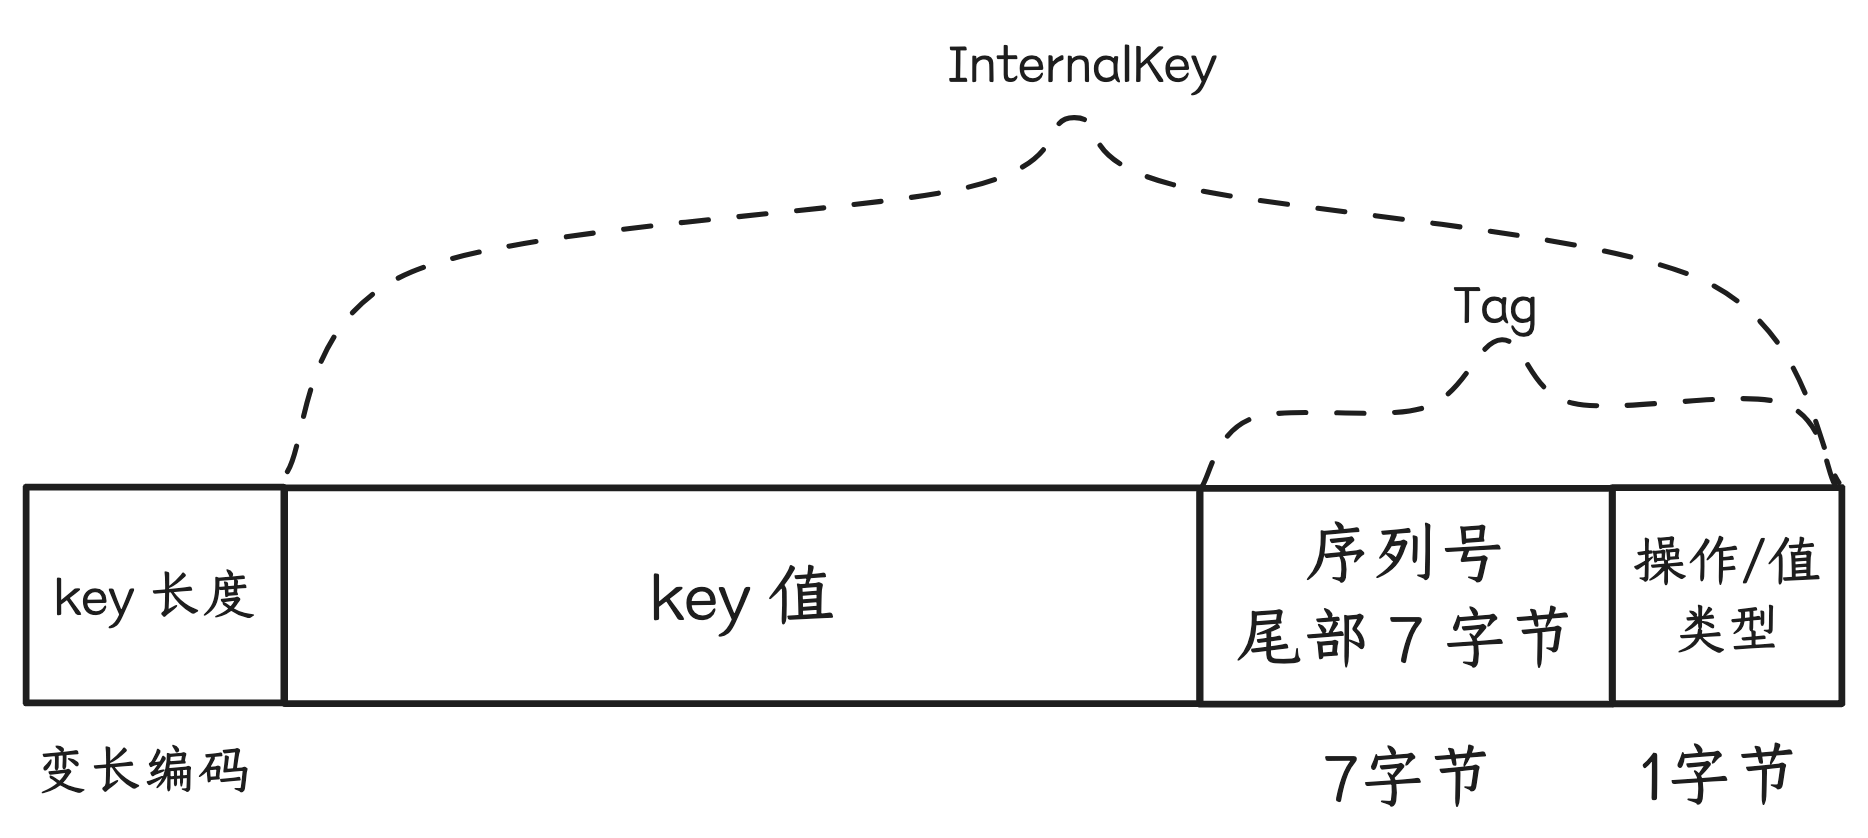 InternalKey
Tag
key 长度
key 值
序列号
尾部 7 字节
操作/值
类型
变长编码
7字节
1字节